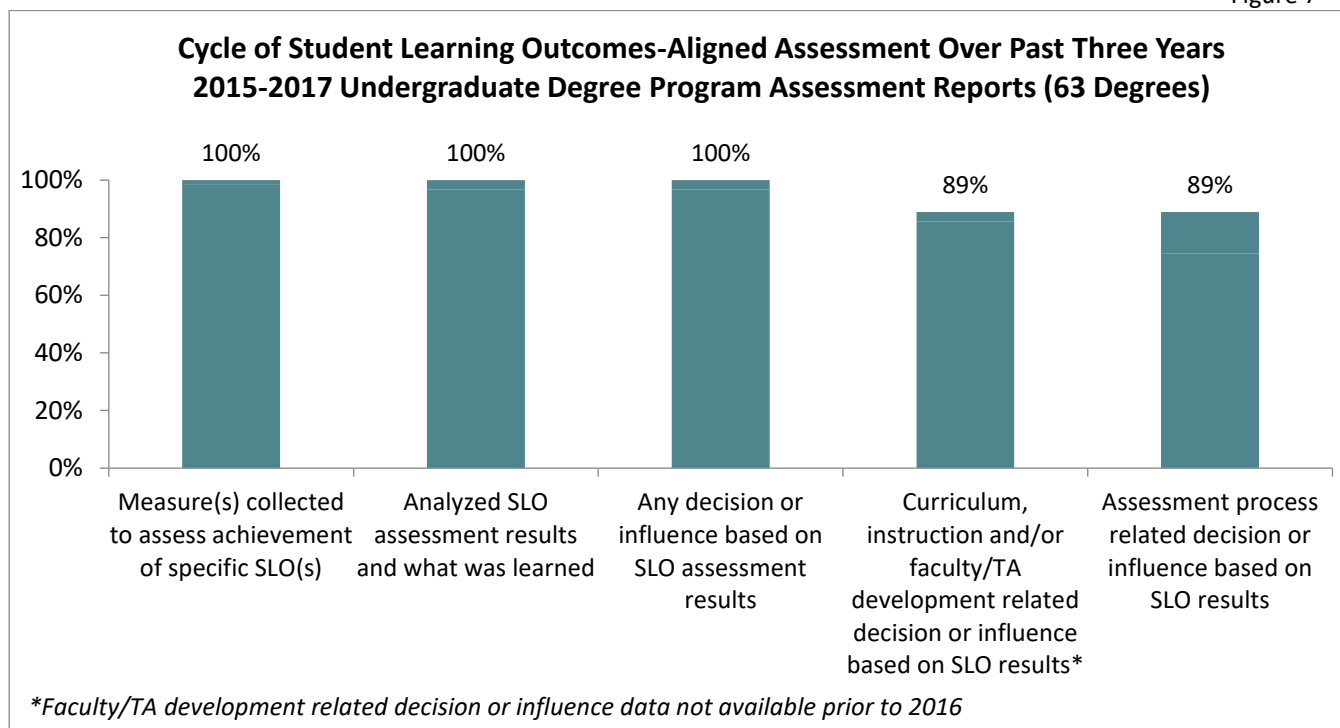 Cycle of Student Learning Outcomes-Aligned Assessment Over Past Three Years
2015-2017 Undergraduate Degree Program Assessment Reports (63 Degrees)
100%
100%
100%
89%
89%
100%
80%
60%
40%
20%
0%
Measure(s) collected
to assess achievement
of specific SLO(s)
Analyzed SLO
assessment results
and what was learned
Any decision or
influence based on
SLO assessment
results
Curriculum,
instruction and/or
faculty/TA
development related
decision or influence
based on SLO results*
Assessment process
related decision or
influence based on
SLO results
*Faculty/TA development related decision or influence data not available prior to 2016